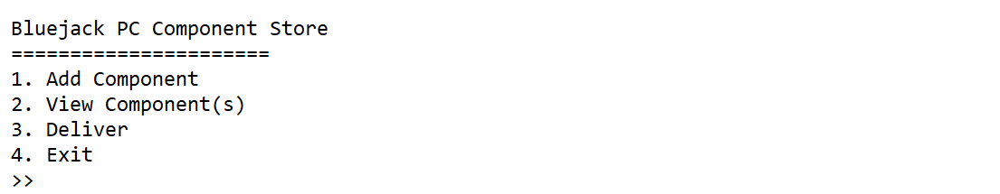 Bluejack PC Component Store
======================
1. Add Component
2. View Component(s)
3. Deliver
4. Exit
>>